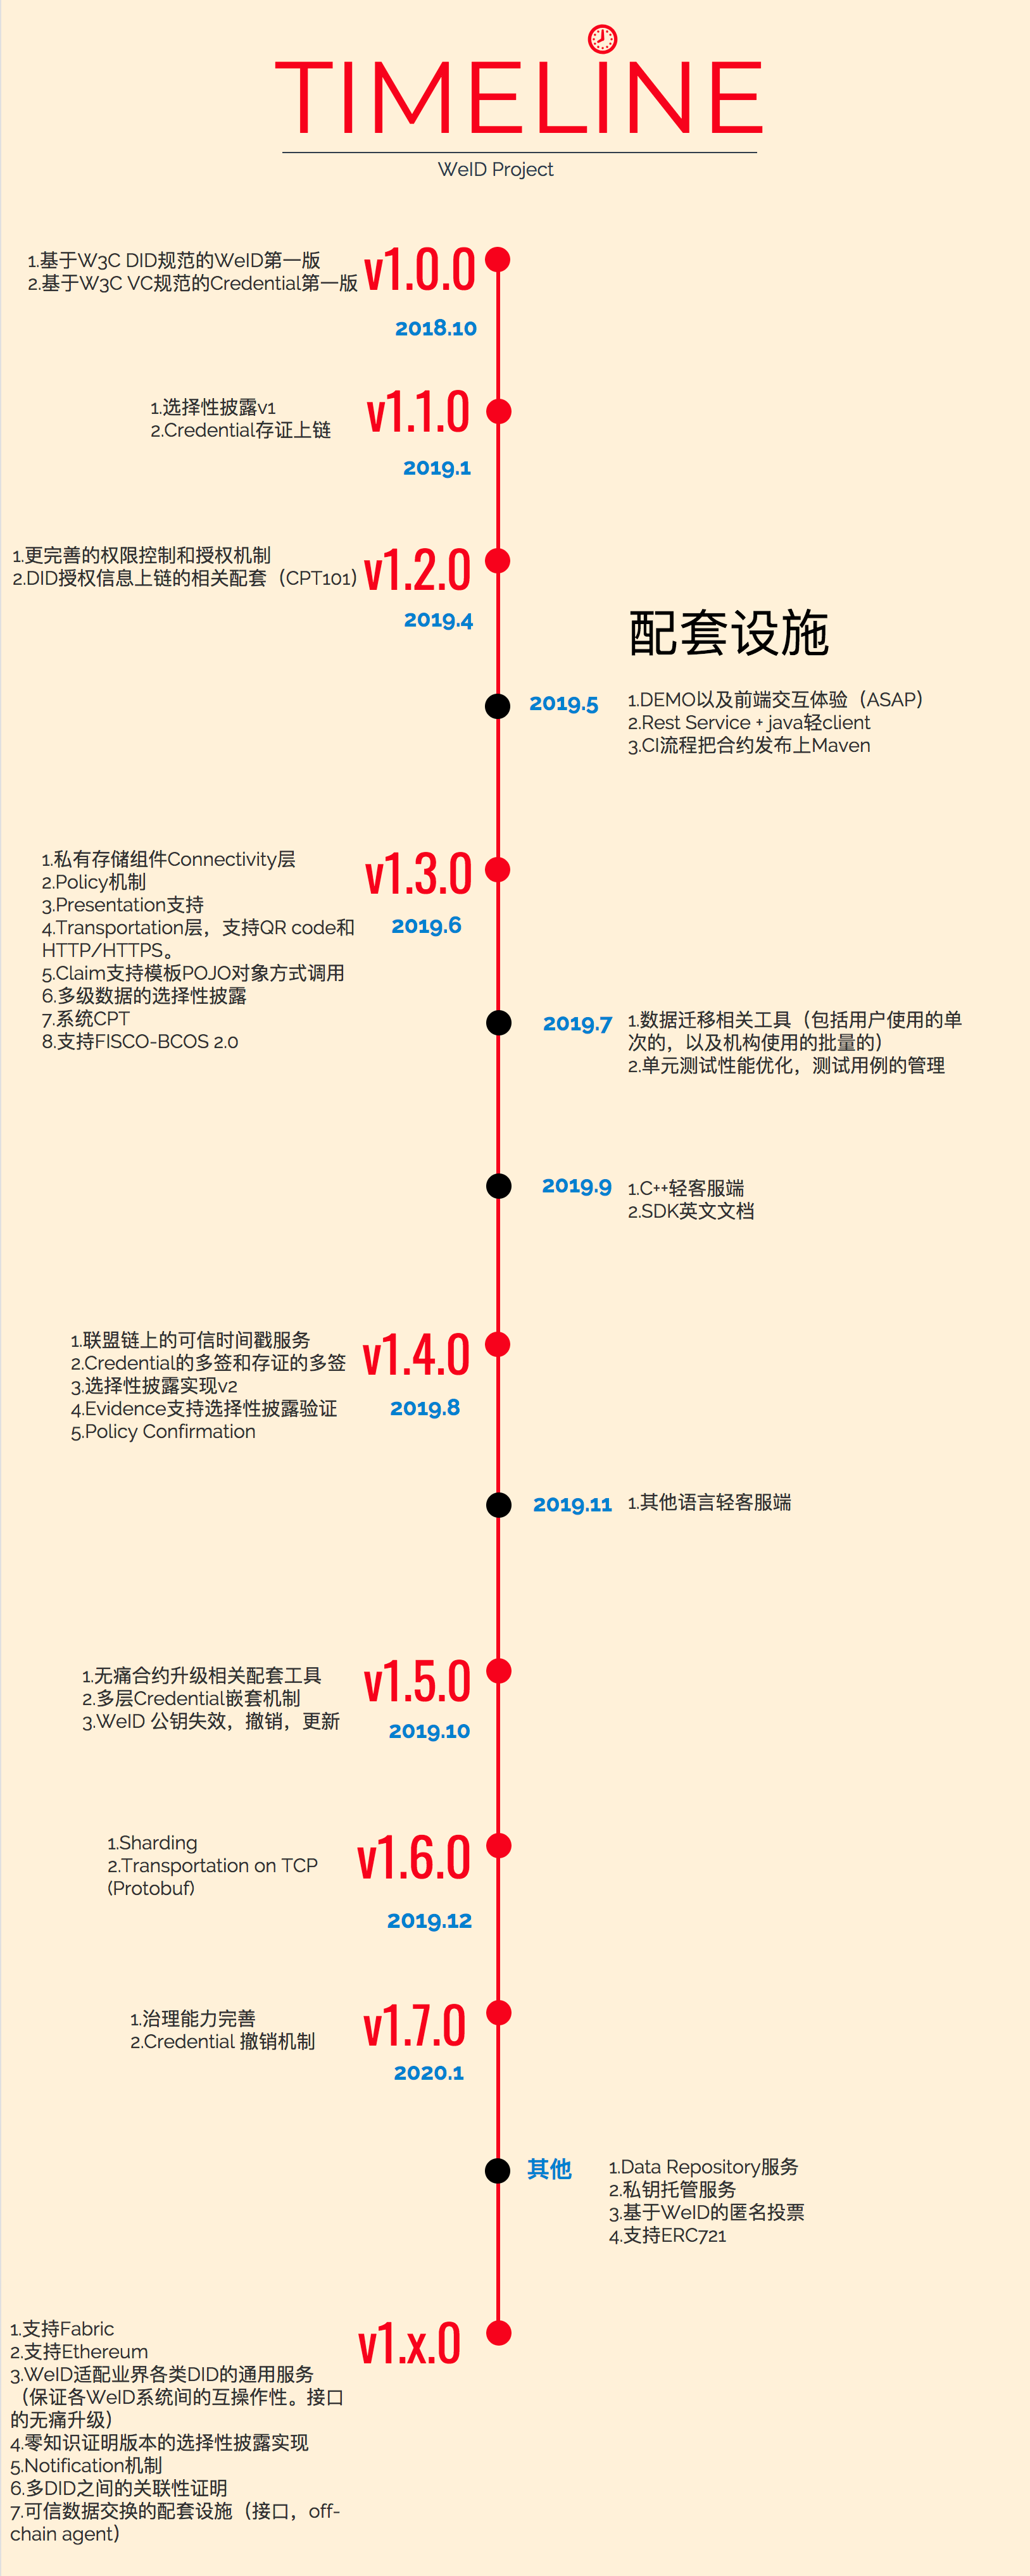 TIMELINE
WeID Project
1.基于W3C DID规范的WeID第一版
2.基于W3C VC规范的Credential第一版
v1.0.0
2018.10
1.选择性披露v1
2.Credential存证上链
v1.1.0
2019.1
1.更完善的权限控制和授权机制
2.DID授权信息上链的相关配套（CPT101）
v1.2.0
2019.4
配套设施
2019.5
1.DEMO以及前端交互体验（ASAP）
2.Rest Service + java轻client
3.CI流程把合约发布上Maven
1.私有存储组件Connectivity层
2.Policy机制
3.Presentation支持
4.Transportation层，支持QR code和
HTTP/HTTPS。
5.Claim支持模板POJO对象方式调用
6.多级数据的选择性披露
7.系统CPT
8.支持FISCO-BCOS 2.0
v1.3.0
2019.6
2019.7
1.数据迁移相关工具（包括用户使用的单
次的，以及机构使用的批量的）
2.单元测试性能优化，测试用例的管理
2019.9
1.C++轻客服端
2.SDK英文文档
1.联盟链上的可信时间戳服务
2.Credential的多签和存证的多签
3.选择性披露实现v2
4.Evidence支持选择性披露验证
5.Policy Confirmation
v1.4.0
2019.8
2019.11
1.其他语言轻客服端
1.无痛合约升级相关配套工具
2.多层Credential嵌套机制
3.WeID 公钥失效，撤销，更新
v1.5.0
2019.10
1.Sharding
2.Transportation on TCP
(Protobuf)
v1.6.0
2019.12
1.治理能力完善
2.Credential 撤销机制
v1.7.0
2020.1
其他
1.Data Repository服务
2.私钥托管服务
3.基于WeID的匿名投票
4.支持ERC721
1.支持Fabric
2.支持Ethereum
3.WeID适配业界各类DID的通用服务
（保证各WeID系统间的互操作性。接口
的无痛升级）
4.零知识证明版本的选择性披露实现
5.Notification机制
6.多DID之间的关联性证明
7.可信数据交换的配套设施（接口，off-
chain agent）
v1.x.0